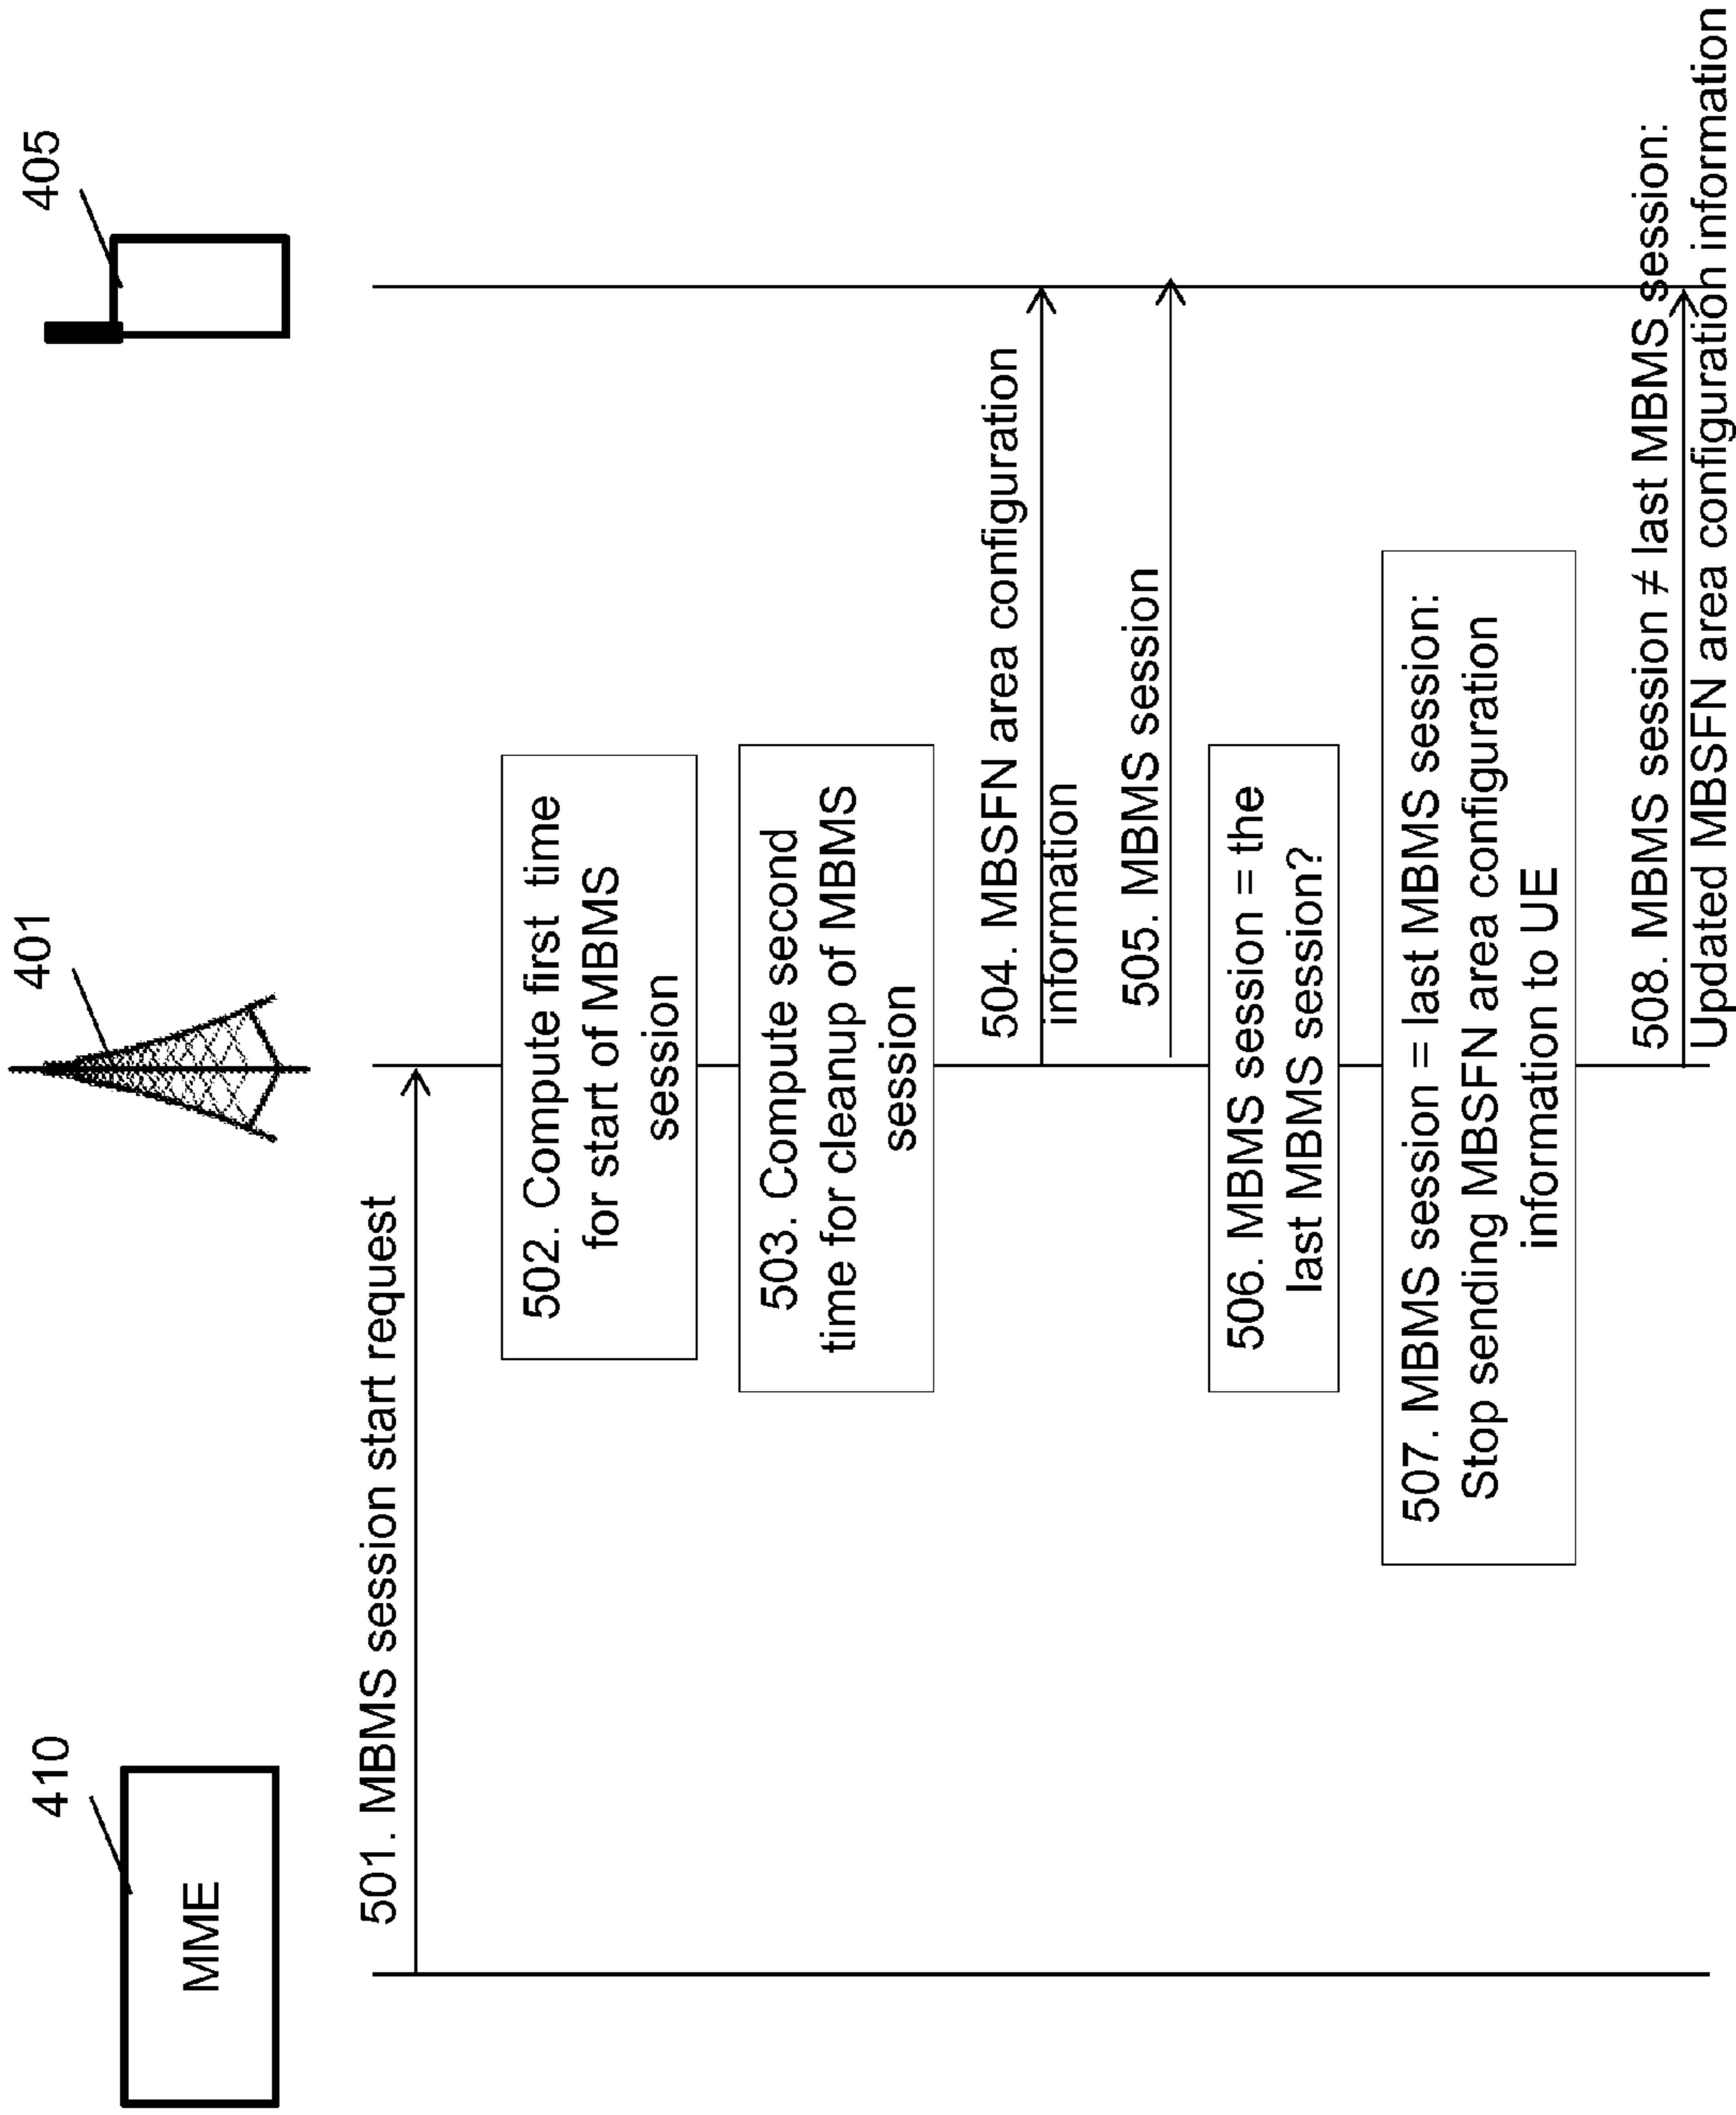 410
401
405
MME
501. MBMS session start request
502. Compute first time
for start of MBMS
session
503. Compute second
time for cleanup of MBMS
session
504. MBSFN area configuration
information
505. MBMS session
506. MBMS session = the
last MBMS session?
507. MBMS session = last MBMS session:
Stop sending MBSFN area configuration
information to UE
508. MBMS session ≠ last MBMS session:
Updated MBSFN area configuration information